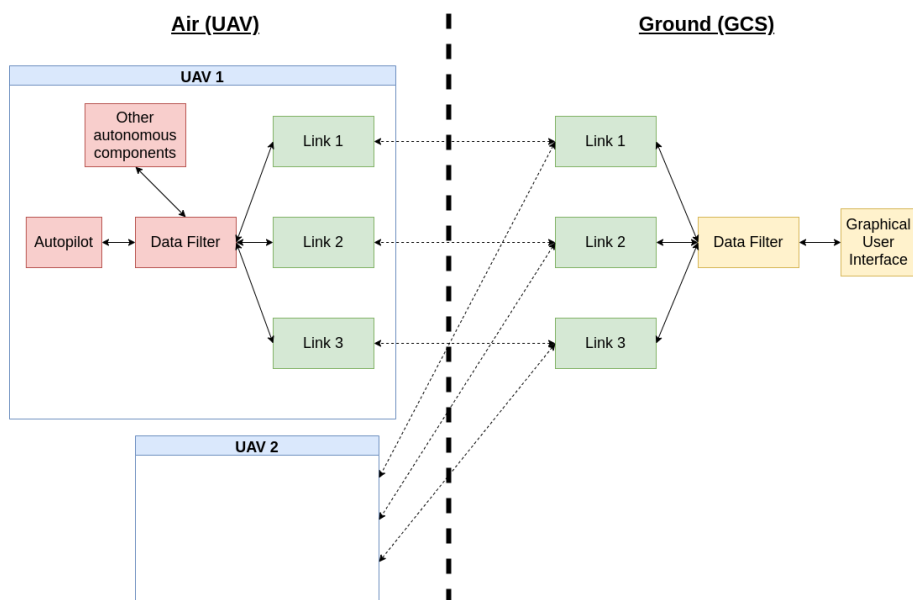 Air (UAV)
Ground (GCS)
UAV 1
Other
autonomous
components
Link 1
Link 1
Autopilot
Data Filter
Link 2
Link 2
Data Filter
Graphical
User
Interface
Link 3
Link 3
UAV 2